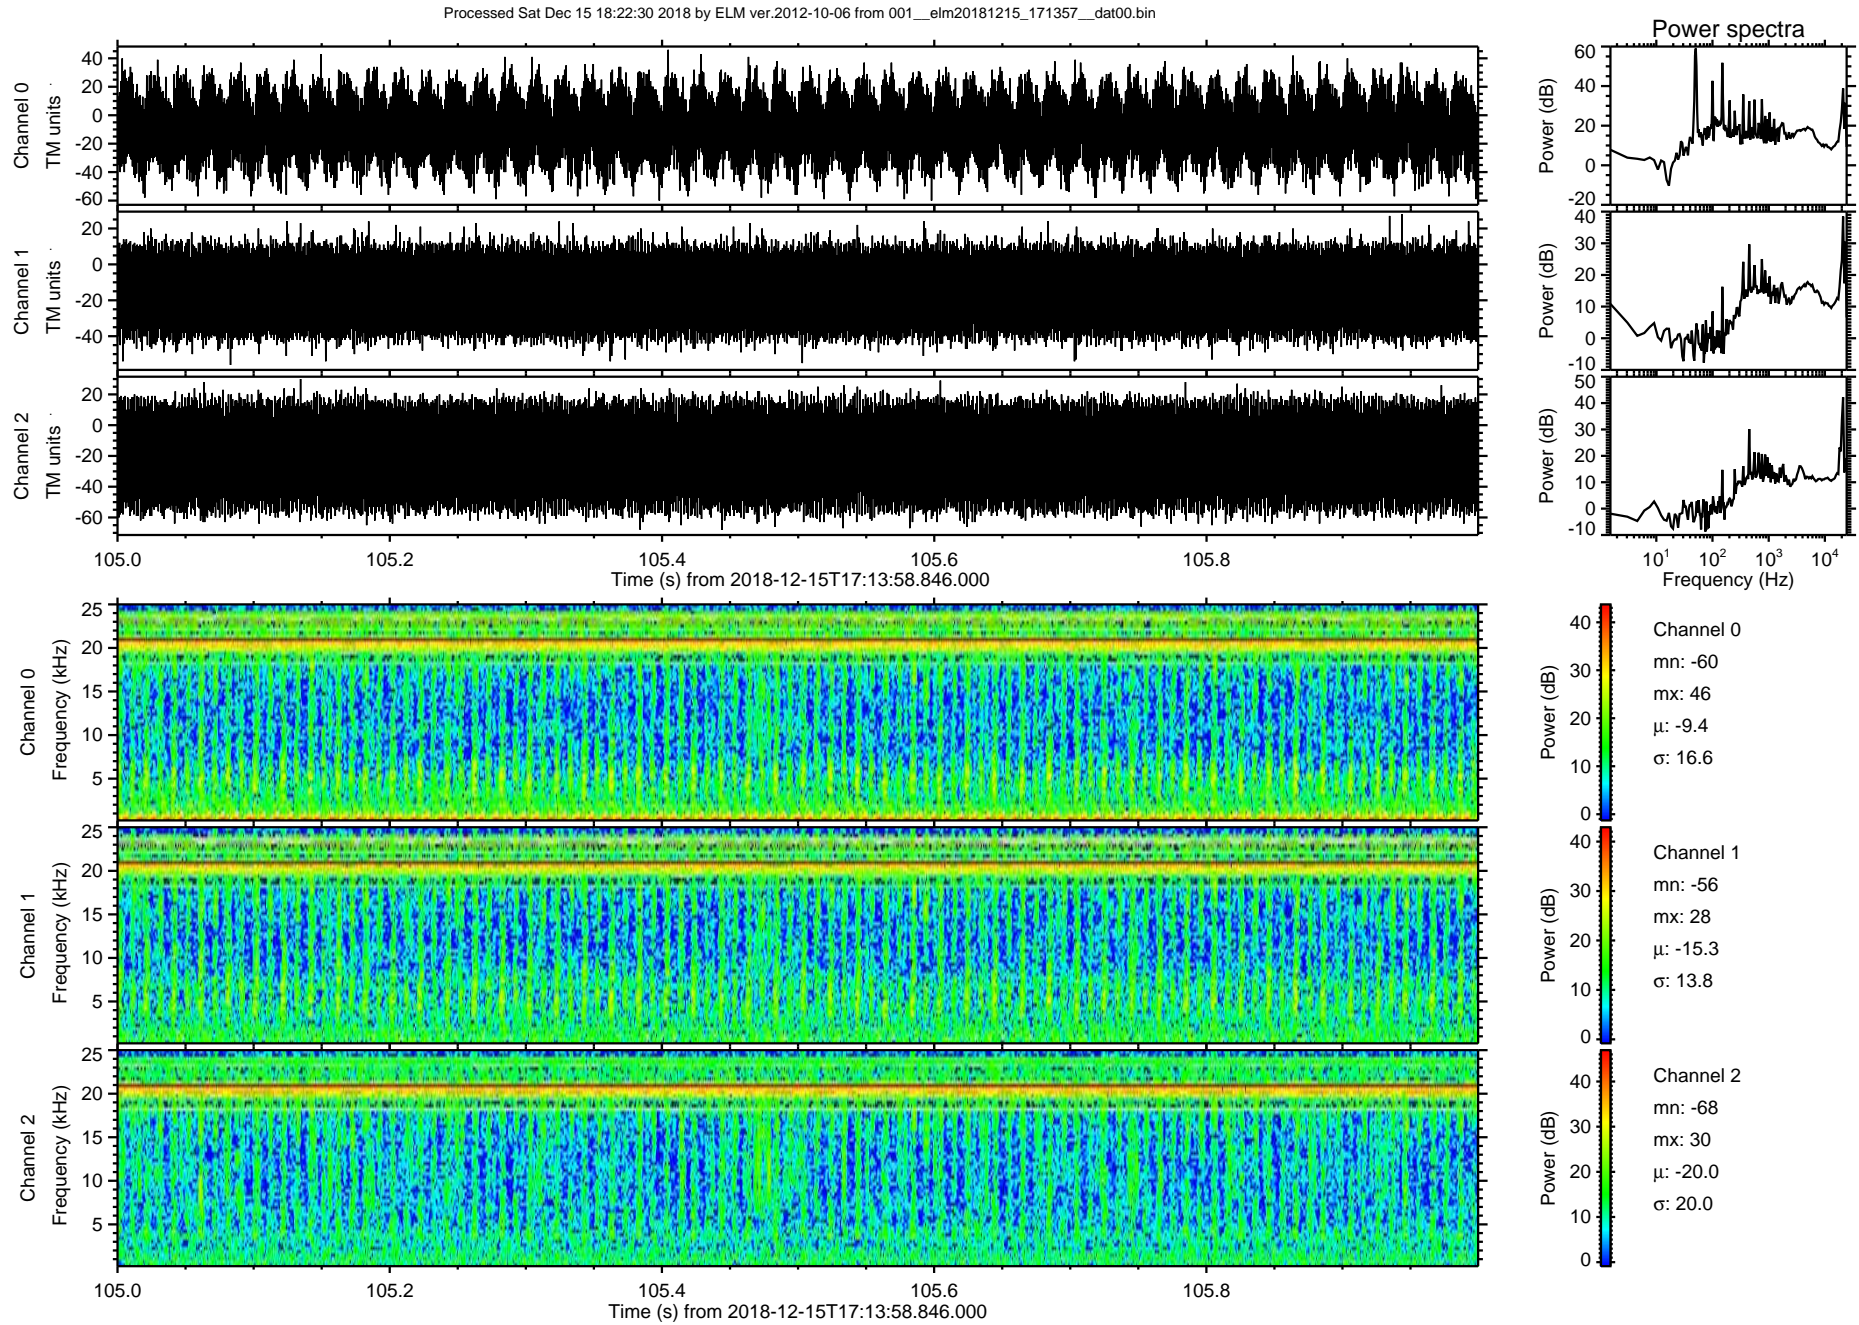 Processed Sat Dec 15 18:22:30 2018 by ELM ver.2012-10-06 from 001__elm20181215_171357__dat00.bin
Power spectra
Channel 0
TM units
40
20
0
-20
-40
-60
Power (dB)
60
40
20
0
-20
Channel 1
TM units
20
0
-20
-40
Power (dB)
40
30
20
10
0
-10
Channel 2
TM units
20
0
-20
-40
-60
Power (dB)
50
40
30
20
10
0
-10
105.0 105.2 105.4 105.6 105.8
Time (s) from 2018-12-15T17:13:58.846.000
10¹ 10² 10³ 10⁴
Frequency (Hz)
Channel 0
Frequency (kHz)
25
20
15
10
5
Power (dB)
40
30
20
10
0
Channel 0
mn: -60
mx: 46
µ: -9.4
σ: 16.6
Channel 1
Frequency (kHz)
25
20
15
10
5
Power (dB)
40
30
20
10
0
Channel 1
mn: -56
mx: 28
µ: -15.3
σ: 13.8
Channel 2
Frequency (kHz)
25
20
15
10
5
Power (dB)
40
30
20
10
0
Channel 2
mn: -68
mx: 30
µ: -20.0
σ: 20.0
105.0 105.2 105.4 105.6 105.8
Time (s) from 2018-12-15T17:13:58.846.000